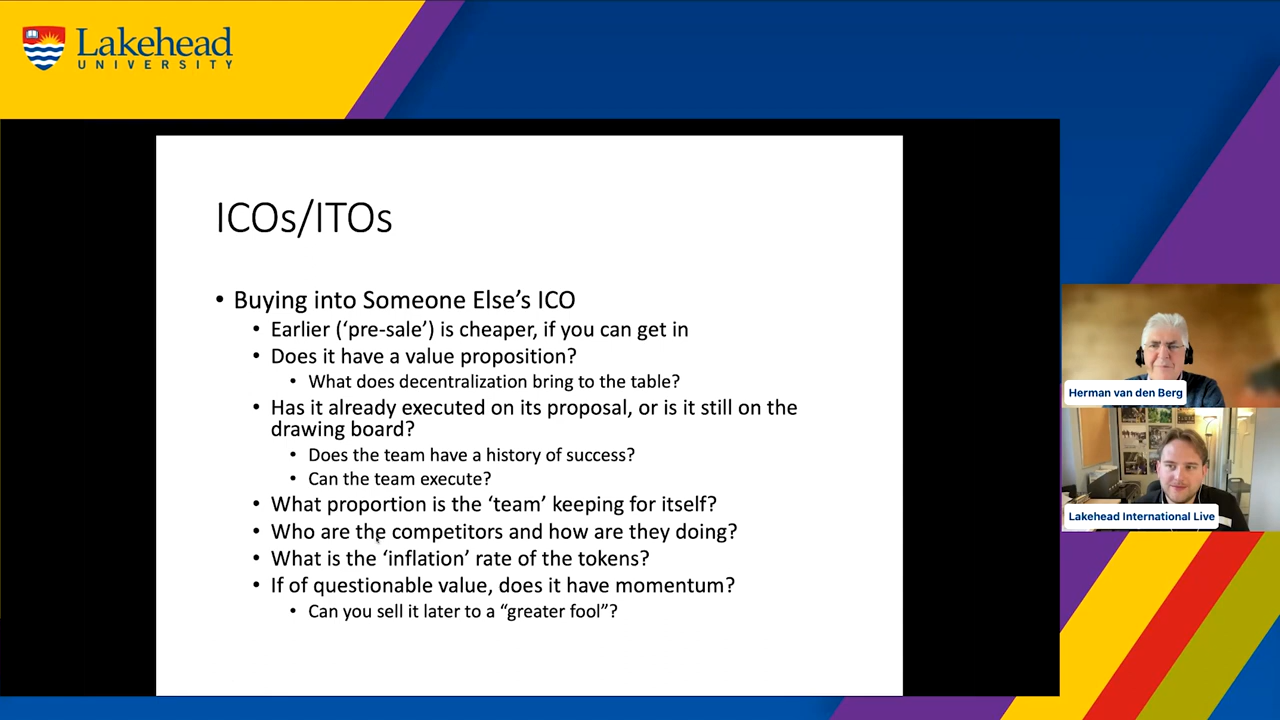 Lakehead
UNIVERSITY
ICOs/ITOs
• Buying into Someone Else’s ICO
• Earlier (‘pre-sale’) is cheaper, if you can get in
• Does it have a value proposition?
• What does decentralization bring to the table?
• Has it already executed on its proposal, or is it still on the
drawing board?
• Does the team have a history of success?
• Can the team execute?
• What proportion is the ‘team’ keeping for itself?
• Who are the competitors and how are they doing?
• What is the ‘inflation’ rate of the tokens?
• If of questionable value, does it have momentum?
• Can you sell it later to a “greater fool”?
Herman van den Berg
Lakehead International Live